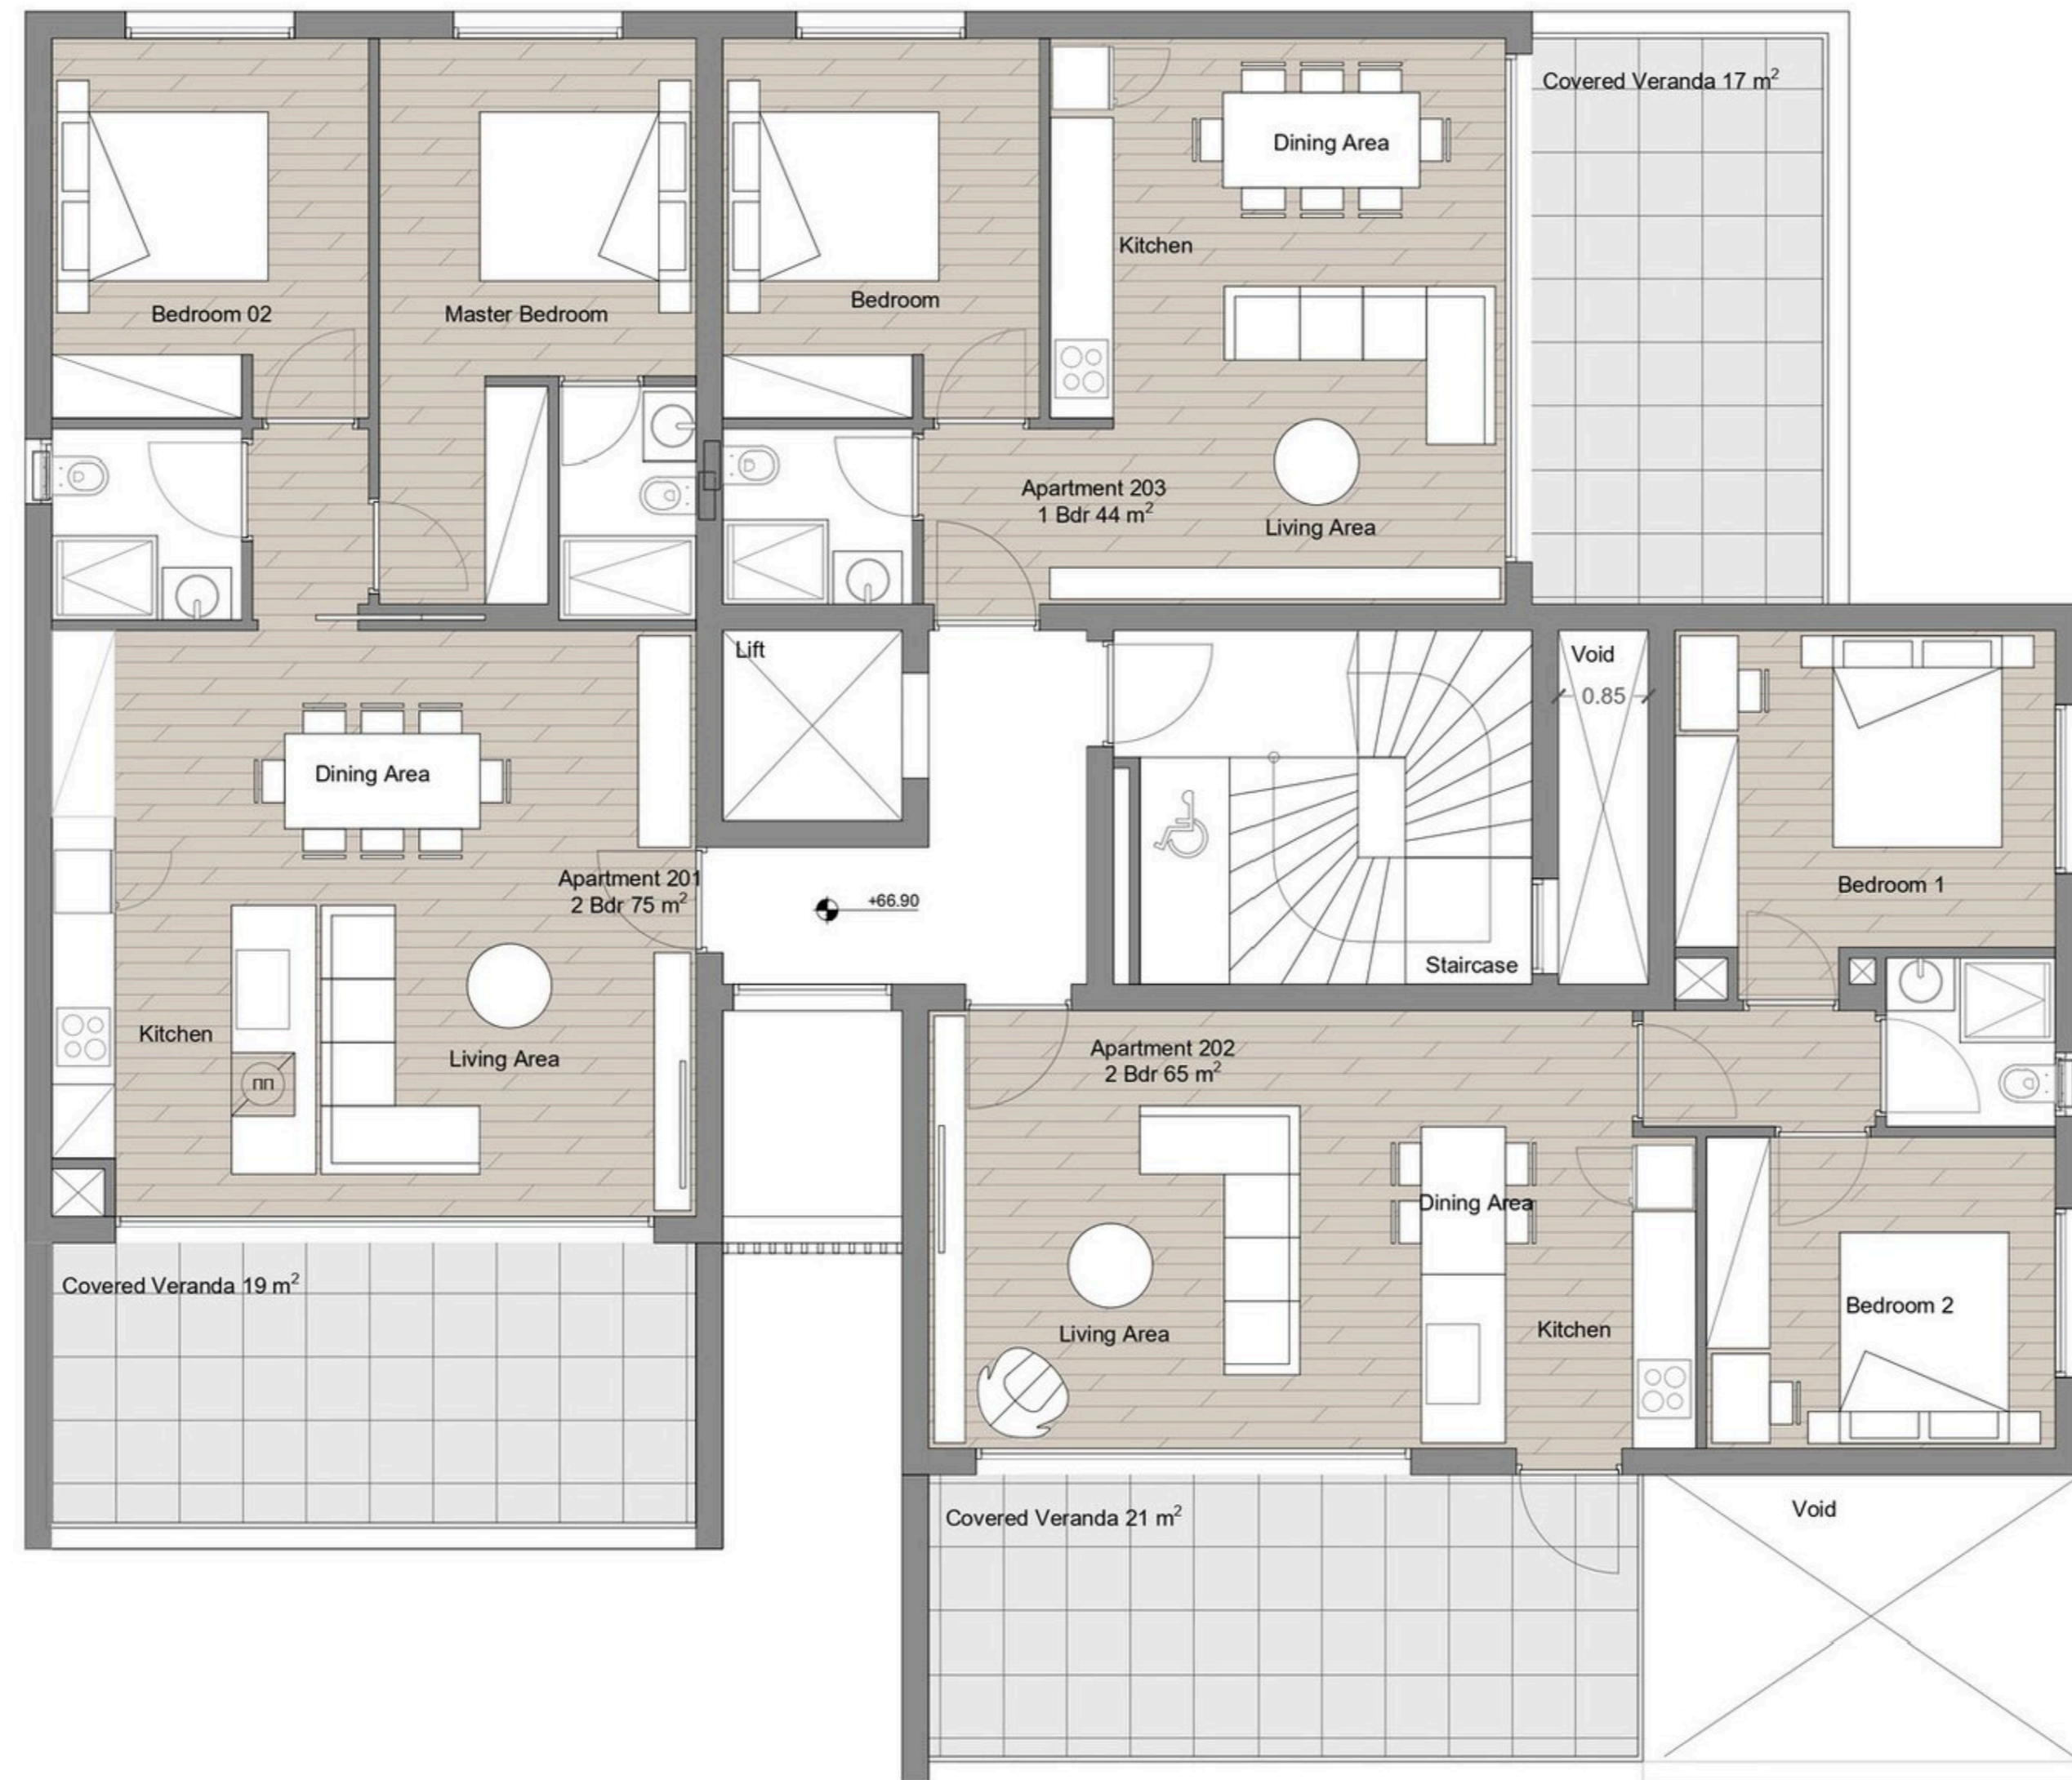 Covered Veranda 17 m²
Dining Area
Kitchen
Bedroom 02
Master Bedroom
Bedroom
Apartment 203
1 Bdr 44 m²
Living Area
Lift
Void
0.85
Dining Area
Apartment 201
2 Bdr 75 m²
+66.90
Bedroom 1
Staircase
Kitchen
Living Area
ПП
Apartment 202
2 Bdr 65 m²
Dining Area
Covered Veranda 19 m²
Living Area
Kitchen
Bedroom 2
Covered Veranda 21 m²
Void